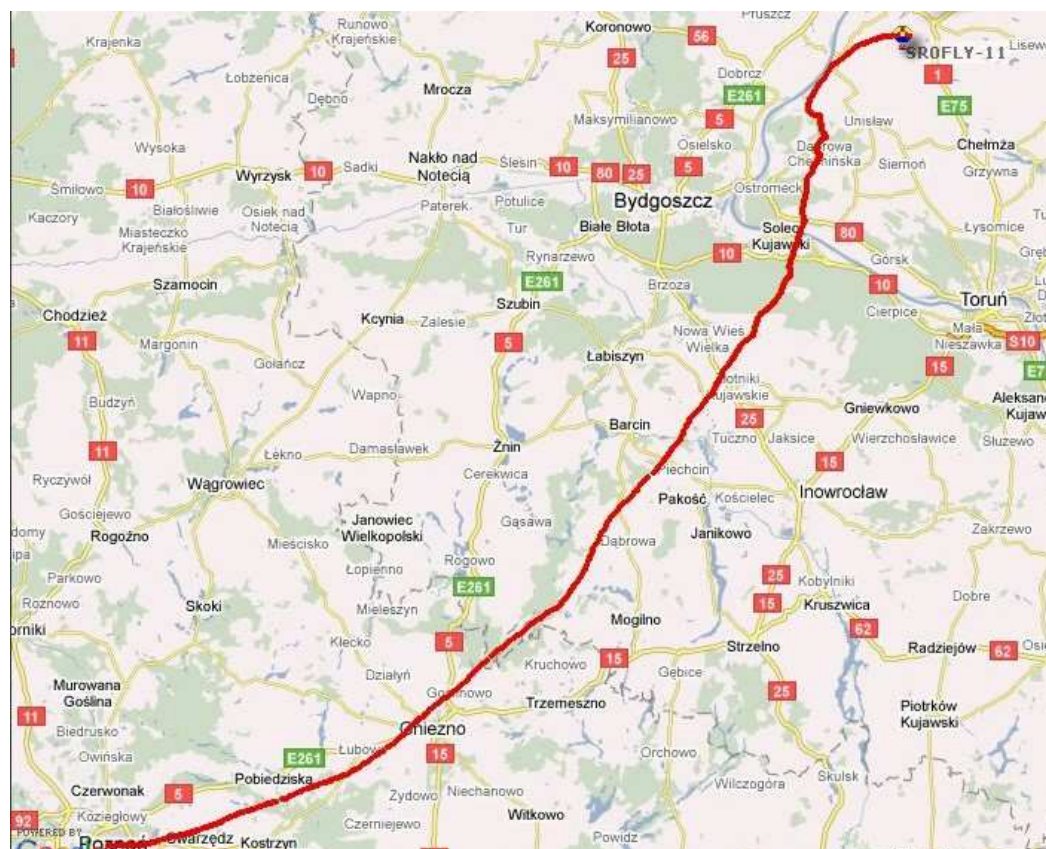 Pruszcz
Runowo
Krajeńskie
Koronowo
Krajenka
56
Lisew
25
SR0FLY-11
Łobżenica
Dobrcz
1
Mrocza
E261
Dębno
5
E75
Maksymilianowo
Unisław
Wysoka
Osielsko
Dąbrowa
Chełmińska
Chełmża
Nakło nad
Notecią
Ślesin
10
Sadki
Siemoń
Wyrzysk
10
80
25
5
Grzywna
Śmiłowo
10
Ostromeck
Potulice
Bydgoszcz
Paterek
Białośliwie
Osiek nad
Notecią
Kaczory
Tur
Białe Błota
Solec
Kujawski
Łysomice
Miasteczko
Krajeńskie
80
Rynarzewo
10
Górsk
E261
Brzoza
10
Szamocin
Szubin
Toruń
Cierpice
Chodzież
Kcynia
Zalesie
Mała
Nieszawka
Nowa Wieś
Wielka
11
Margonin
5
S10
Gołańcz
Łabiszyn
15
Wapno
Budzyń
Gniewkowo
Barcin
25
11
Damasławek
Żnin
Tuczno
Jaksice
Wierzchosławice
Służewo
Łekno
15
Cerekwica
Piechcin
Ryczywół
Wągrowiec
Inowrocław
Pakość
Kościelec
Gościejewo
Janowiec
Wielkopolski
Gąsawa
Rogoźno
Zakrzewo
Janikowo
Mieścisko
Dąbrowa
Rogowo
Łopienno
25
Parkowo
Kobylniki
E261
Dobre
Roznowo
Skoki
Mieleszyn
15
Kruszwica
Mogilno
62
Kłecko
5
Strzelno
Radziejów
62
Kruchowo
15
Działyń
Gębice
Murowana
Goślina
25
Trzemeszno
Piotrków
Kujawski
11
Gniezno
Biedrusko
Łubowo
15
Orchowo
Owińska
E261
Skulsk
Pobiedziska
Wilczogóra
Czerwonak
5
Żydowo
Niechanowo
Koziegłowy
Witkowo
92
Czerniejewo
POWERED BY
Poznań
Swarzędz
Kostrzyn
Powidz